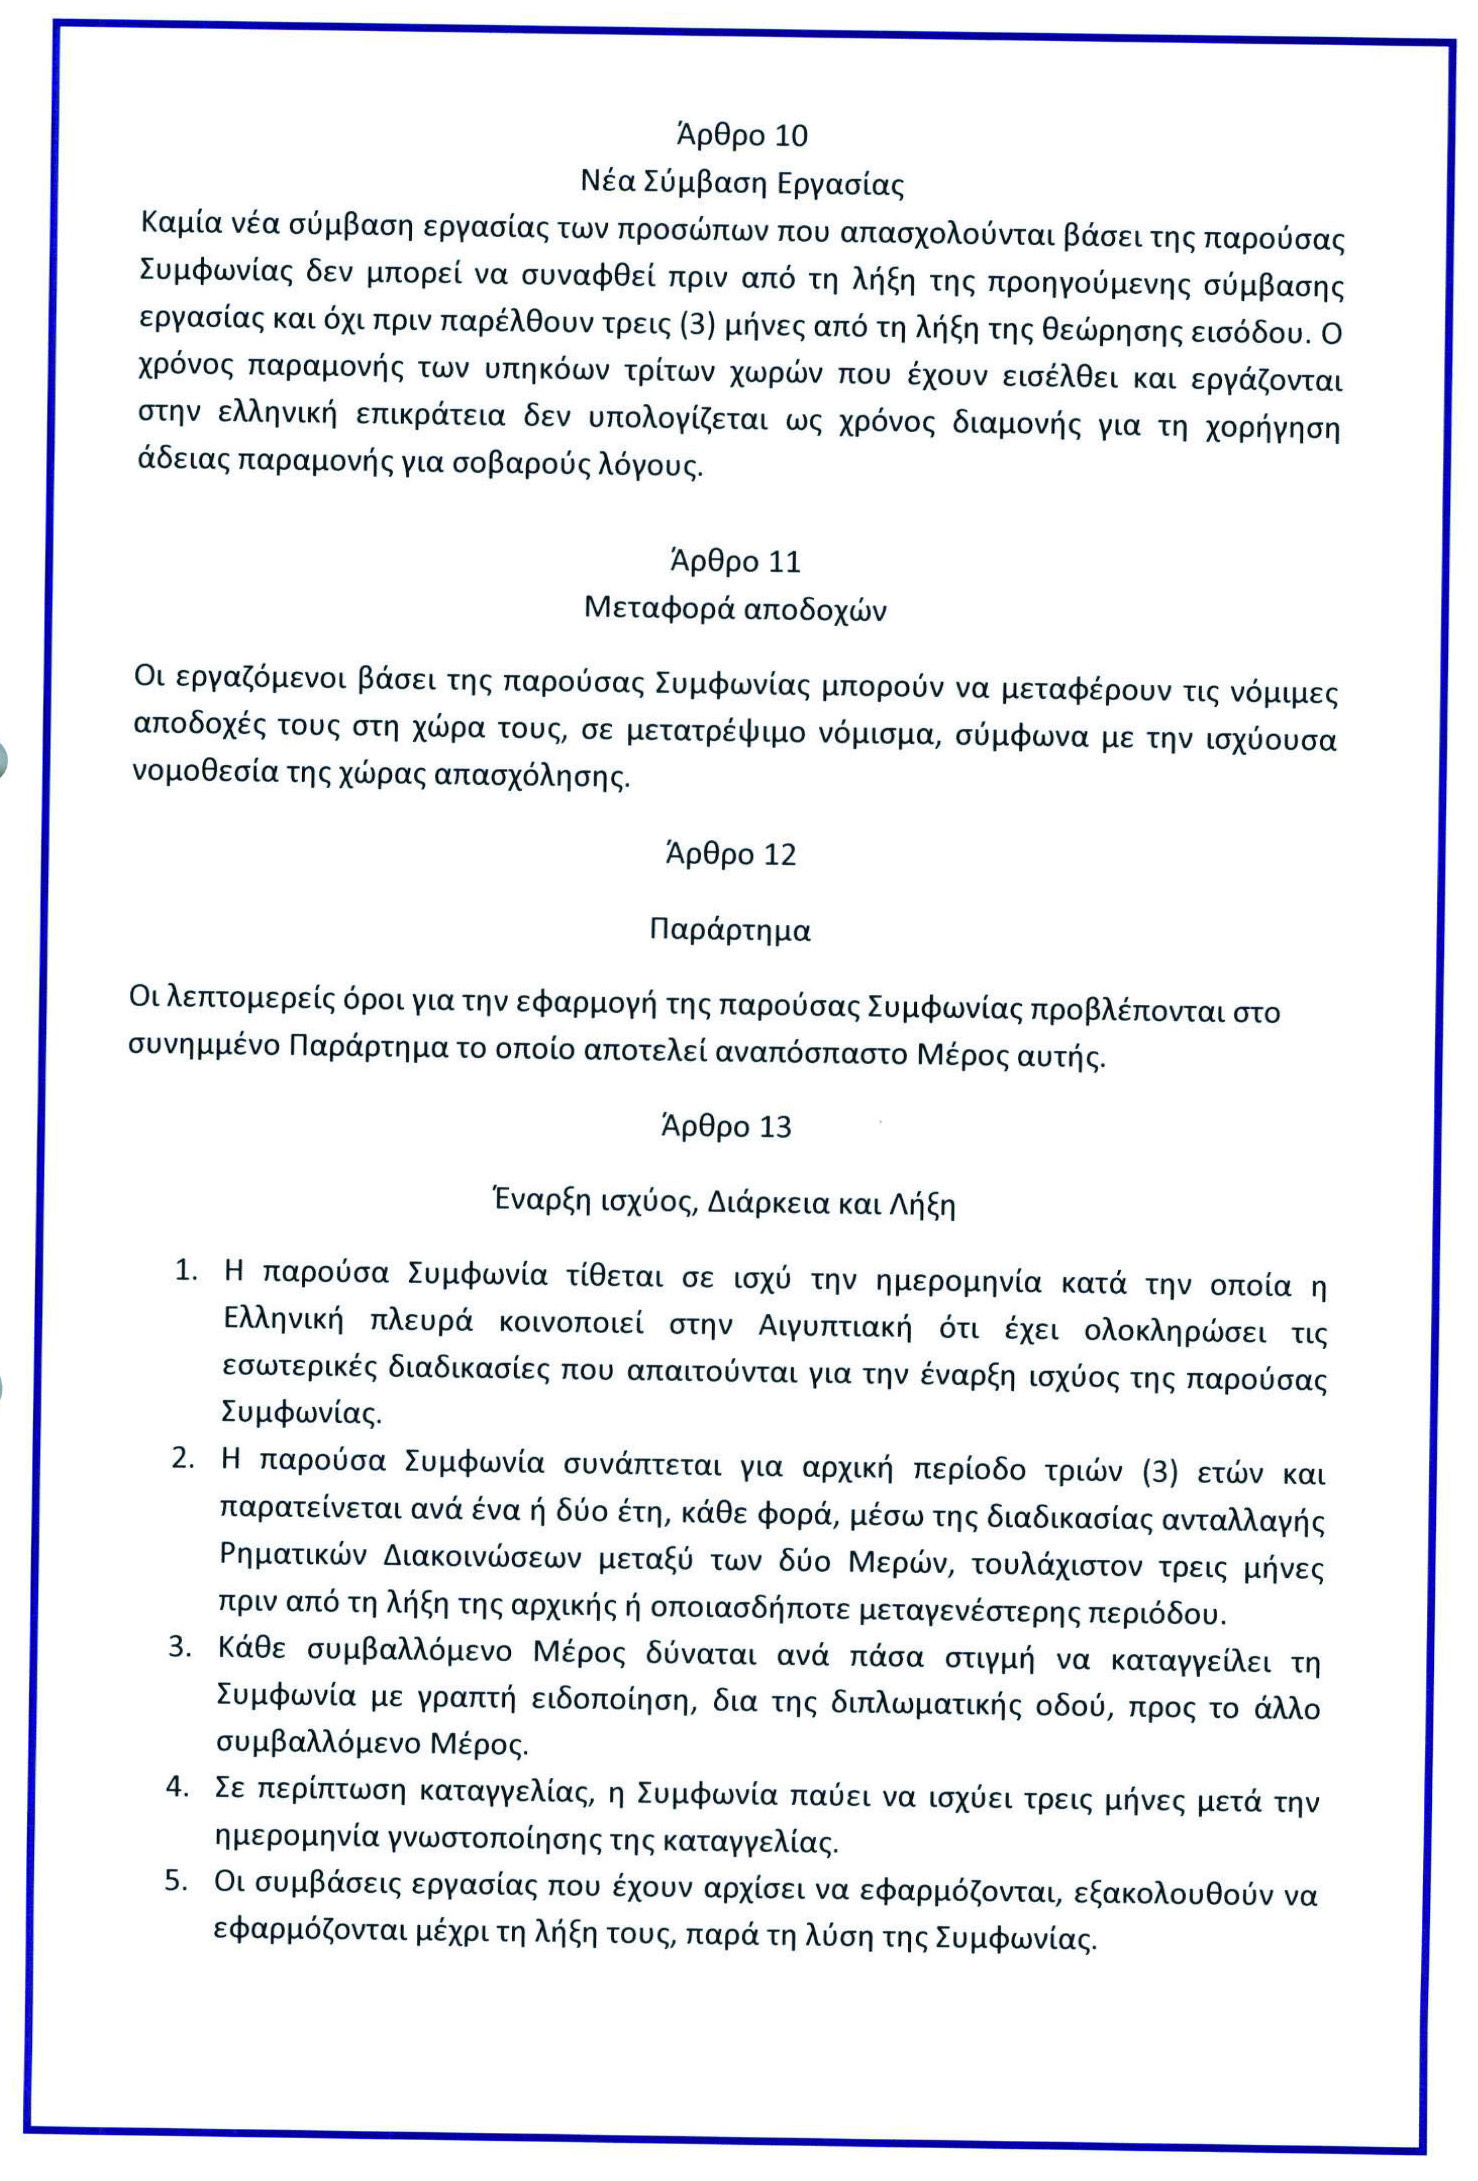 Άρθρο 10
Νέα Σύμβαση Εργασίας
Καμία νέα σύμβαση εργασίας των προσώπων που απασχολούνται βάσει της παρούσας
Συμφωνίας δεν μπορεί να συναφθεί πριν από τη λήξη της προηγούμενης σύμβασης
εργασίας και όχι πριν παρέλθουν τρεις (3) μήνες από τη λήξη της θεώρησης εισόδου. Ο
χρόνος παραμονής των υπηκόων τρίτων χωρών που έχουν εισέλθει και εργάζονται
στην ελληνική επικράτεια δεν υπολογίζεται ως χρόνος διαμονής για τη χορήγηση
άδειας παραμονής για σοβαρούς λόγους.
Άρθρο 11
Μεταφορά αποδοχών
Οι εργαζόμενοι βάσει της παρούσας Συμφωνίας μπορούν να μεταφέρουν τις νόμιμες
αποδοχές τους στη χώρα τους, σε μετατρέψιμο νόμισμα, σύμφωνα με την ισχύουσα
νομοθεσία της χώρας απασχόλησης.
Άρθρο 12
Παράρτημα
Οι λεπτομερείς όροι για την εφαρμογή της παρούσας Συμφωνίας προβλέπονται στο
συνημμένο Παράρτημα το οποίο αποτελεί αναπόσπαστο Μέρος αυτής.
Άρθρο 13
Έναρξη ισχύος, Διάρκεια και Λήξη
1. Η παρούσα Συμφωνία τίθεται σε ισχύ την ημερομηνία κατά την οποία η
Ελληνική πλευρά κοινοποιεί στην Αιγυπτιακή ότι έχει ολοκληρώσει τις
εσωτερικές διαδικασίες που απαιτούνται για την έναρξη ισχύος της παρούσας
Συμφωνίας.
2. Η παρούσα Συμφωνία συνάπτεται για αρχική περίοδο τριών (3) ετών και
παρατείνεται ανά ένα ή δύο έτη, κάθε φορά, μέσω της διαδικασίας ανταλλαγής
Ρηματικών Διακοινώσεων μεταξύ των δύο Μερών, τουλάχιστον τρεις μήνες
πριν από τη λήξη της αρχικής ή οποιασδήποτε μεταγενέστερης περιόδου.
3. Κάθε συμβαλλόμενο Μέρος δύναται ανά πάσα στιγμή να καταγγείλει τη
Συμφωνία με γραπτή ειδοποίηση, δια της διπλωματικής οδού, προς το άλλο
συμβαλλόμενο Μέρος.
4. Σε περίπτωση καταγγελίας, η Συμφωνία παύει να ισχύει τρεις μήνες μετά την
ημερομηνία γνωστοποίησης της καταγγελίας.
5. Οι συμβάσεις εργασίας που έχουν αρχίσει να εφαρμόζονται, εξακολουθούν να
εφαρμόζονται μέχρι τη λήξη τους, παρά τη λύση της Συμφωνίας.